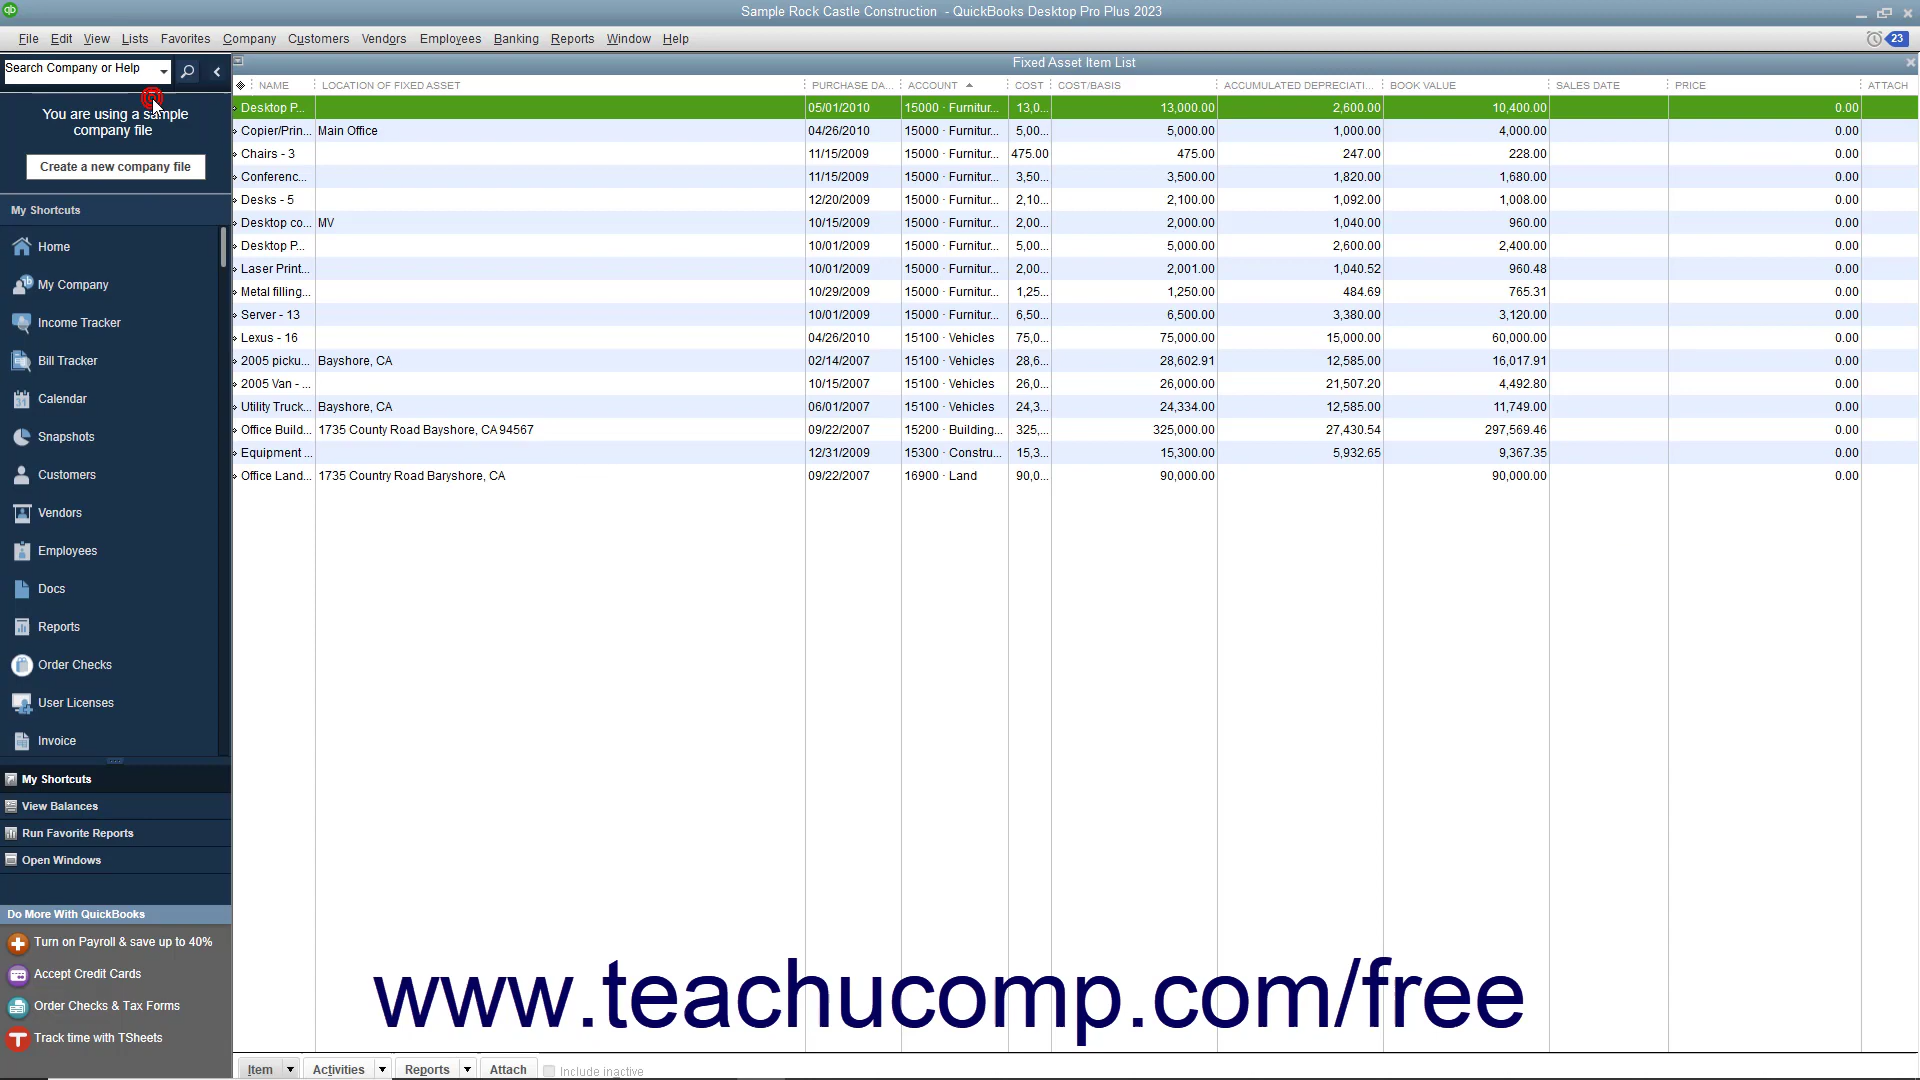 Sample Rock Castle Construction - QuickBooks Desktop Pro Plus 2023
File Edit View Lists Favorites Company Customers Vendors Employees Banking Reports Window Help 23
Search Company or Help
Fixed Asset Item List
NAME LOCATION OF FIXED ASSET PURCHASE DA... ACCOUNT COST COST/BASIS ACCUMULATED DEPRECIATI... BOOK VALUE SALES DATE PRICE ATTACH
Desktop P... 05/01/2010 15000 · Furnitur... 13,0... 13,000.00 2,600.00 10,400.00 0.00
Copier/Prin... Main Office 04/26/2010 15000 · Furnitur... 5,00... 5,000.00 1,000.00 4,000.00 0.00
Chairs - 3 11/15/2009 15000 · Furnitur... 475.00 475.00 247.00 228.00 0.00
Conferenc... 11/15/2009 15000 · Furnitur... 3,50... 3,500.00 1,820.00 1,680.00 0.00
Desks - 5 12/20/2009 15000 · Furnitur... 2,10... 2,100.00 1,092.00 1,008.00 0.00
Desktop co... MV 10/15/2009 15000 · Furnitur... 2,00... 2,000.00 1,040.00 960.00 0.00
Desktop P... 10/01/2009 15000 · Furnitur... 5,00... 5,000.00 2,600.00 2,400.00 0.00
Laser Print... 10/01/2009 15000 · Furnitur... 2,00... 2,001.00 1,040.52 960.48 0.00
Metal filling... 10/29/2009 15000 · Furnitur... 1,25... 1,250.00 484.69 765.31 0.00
Server - 13 10/01/2009 15000 · Furnitur... 6,50... 6,500.00 3,380.00 3,120.00 0.00
Lexus - 16 04/26/2010 15100 · Vehicles 75,0... 75,000.00 15,000.00 60,000.00 0.00
2005 picku... Bayshore, CA 02/14/2007 15100 · Vehicles 28,6... 28,602.91 12,585.00 16,017.91 0.00
2005 Van - ... 10/15/2007 15100 · Vehicles 26,0... 26,000.00 21,507.20 4,492.80 0.00
Utility Truck... Bayshore, CA 06/01/2007 15100 · Vehicles 24,3... 24,334.00 12,585.00 11,749.00 0.00
Office Build... 1735 County Road Bayshore, CA 94567 09/22/2007 15200 · Building... 325,... 325,000.00 27,430.54 297,569.46 0.00
Equipment ... 12/31/2009 15300 · Constru... 15,3... 15,300.00 5,932.65 9,367.35 0.00
Office Land... 1735 Country Road Baryshore, CA 09/22/2007 16900 · Land 90,0... 90,000.00 90,000.00 0.00
You are using a sample
company file
Create a new company file
My Shortcuts
Home
My Company
Income Tracker
Bill Tracker
Calendar
Snapshots
Customers
Vendors
Employees
Docs
Reports
Order Checks
User Licenses
Invoice
My Shortcuts
View Balances
Run Favorite Reports
Open Windows
Do More With QuickBooks
Turn on Payroll & save up to 40%
Accept Credit Cards
Order Checks & Tax Forms
Track time with TSheets
www.teachucomp.com/free
Item Activities Reports Attach Include inactive